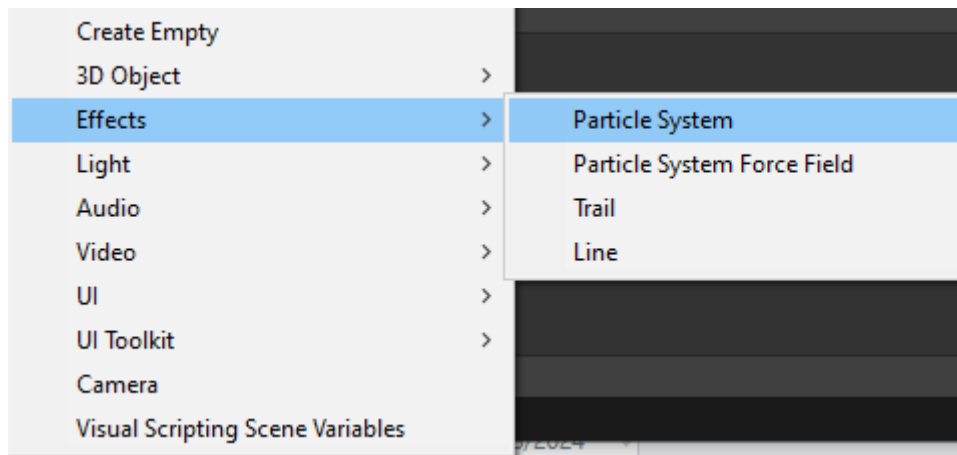 Create Empty
3D Object
Effects
Light
Audio
Video
UI
UI Toolkit
Camera
Visual Scripting Scene Variables
Particle System
Particle System Force Field
Trail
Line